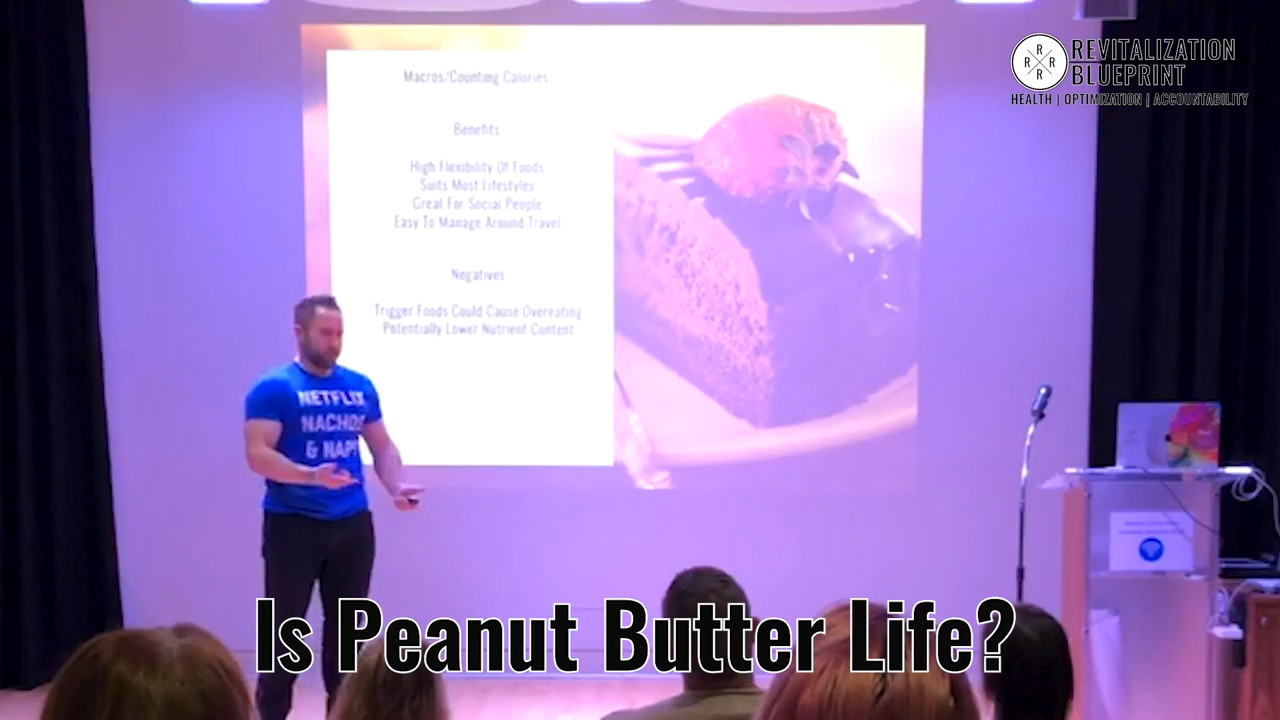 REVITALIZATION
BLUEPRINT
HEALTH | OPTIMIZATION | ACCOUNTABILITY
R
R R
R
Macros/Counting Calories
Benefits
High Flexibility Of Foods
Suits Most Lifestyles
Great For Social People
Easy To Manage Around Travel
Negatives
Trigger Foods Could Cause Overeating
Potentially Lower Nutrient Content
NETFLIX
NACHOS
& NAPS
Is Peanut Butter Life?